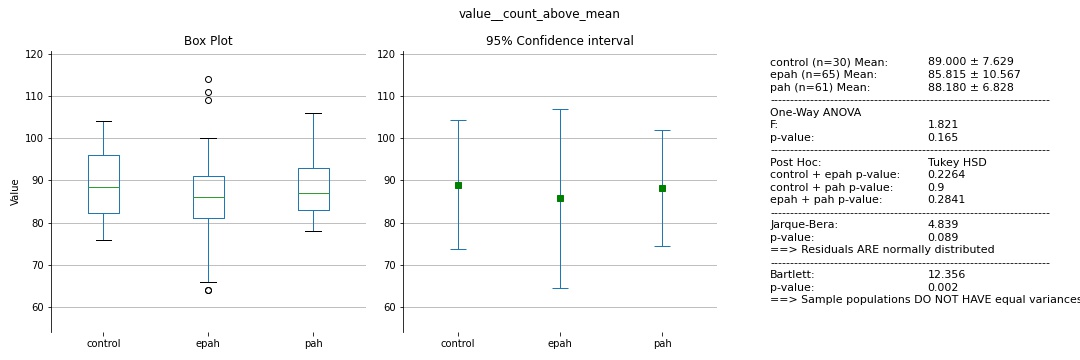 value__count_above_mean
Box Plot
Value
120
110
100
90
80
70
60
control epah pah
95% Confidence interval
120
110
100
90
80
70
60
control epah pah
control (n=30) Mean: 89.000 ± 7.629
epah (n=65) Mean: 85.815 ± 10.567
pah (n=61) Mean: 88.180 ± 6.828
One-Way ANOVA
F: 1.821
p-value: 0.165
Post Hoc: Tukey HSD
control + epah p-value: 0.2264
control + pah p-value: 0.9
epah + pah p-value: 0.2841
Jarque-Bera: 4.839
p-value: 0.089
==> Residuals ARE normally distributed
Bartlett: 12.356
p-value: 0.002
==> Sample populations DO NOT HAVE equal variances